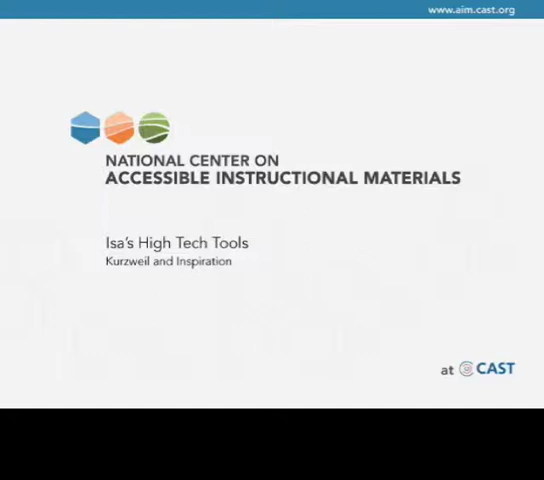 www.aim.cast.org
NATIONAL CENTER ON
ACCESSIBLE INSTRUCTIONAL MATERIALS
Isa's High Tech Tools
Kurzweil and Inspiration
at CAST